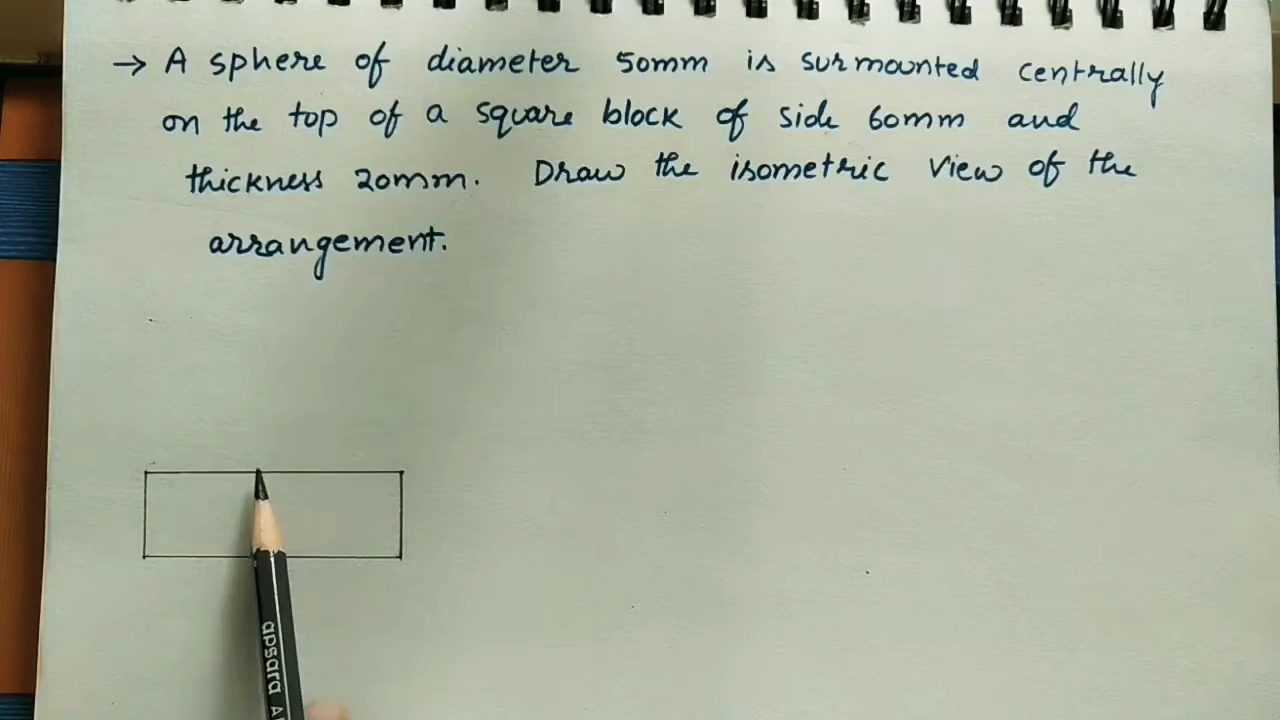 → A sphere of diameter 50mm is surmounted centrally
on the top of a square block of side 60mm and
thickness 20mm. Draw the isometric view of the
arrangement.
apsara A